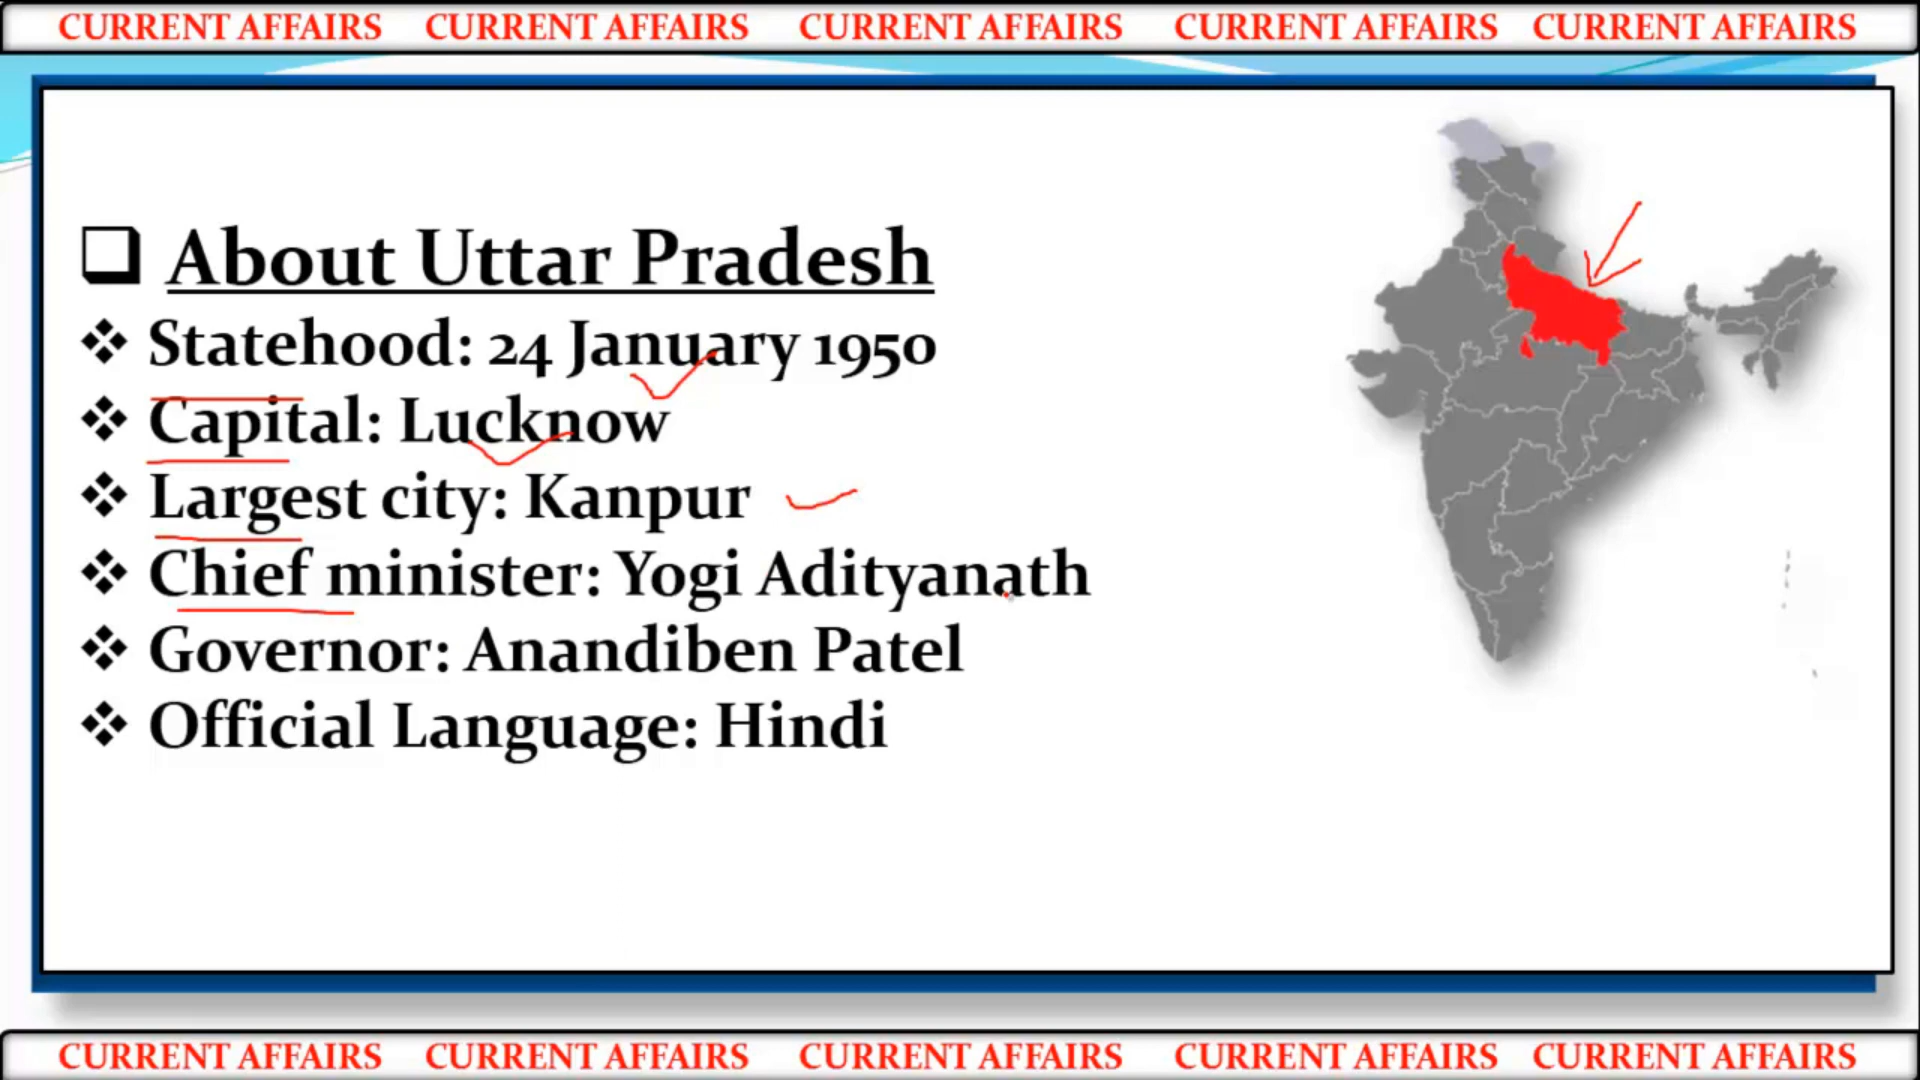 CURRENT AFFAIRS CURRENT AFFAIRS CURRENT AFFAIRS CURRENT AFFAIRS CURRENT AFFAIRS
About Uttar Pradesh
Statehood: 24 January 1950
Capital: Lucknow
Largest city: Kanpur
Chief minister: Yogi Adityanath
Governor: Anandiben Patel
Official Language: Hindi
CURRENT AFFAIRS CURRENT AFFAIRS CURRENT AFFAIRS CURRENT AFFAIRS CURRENT AFFAIRS